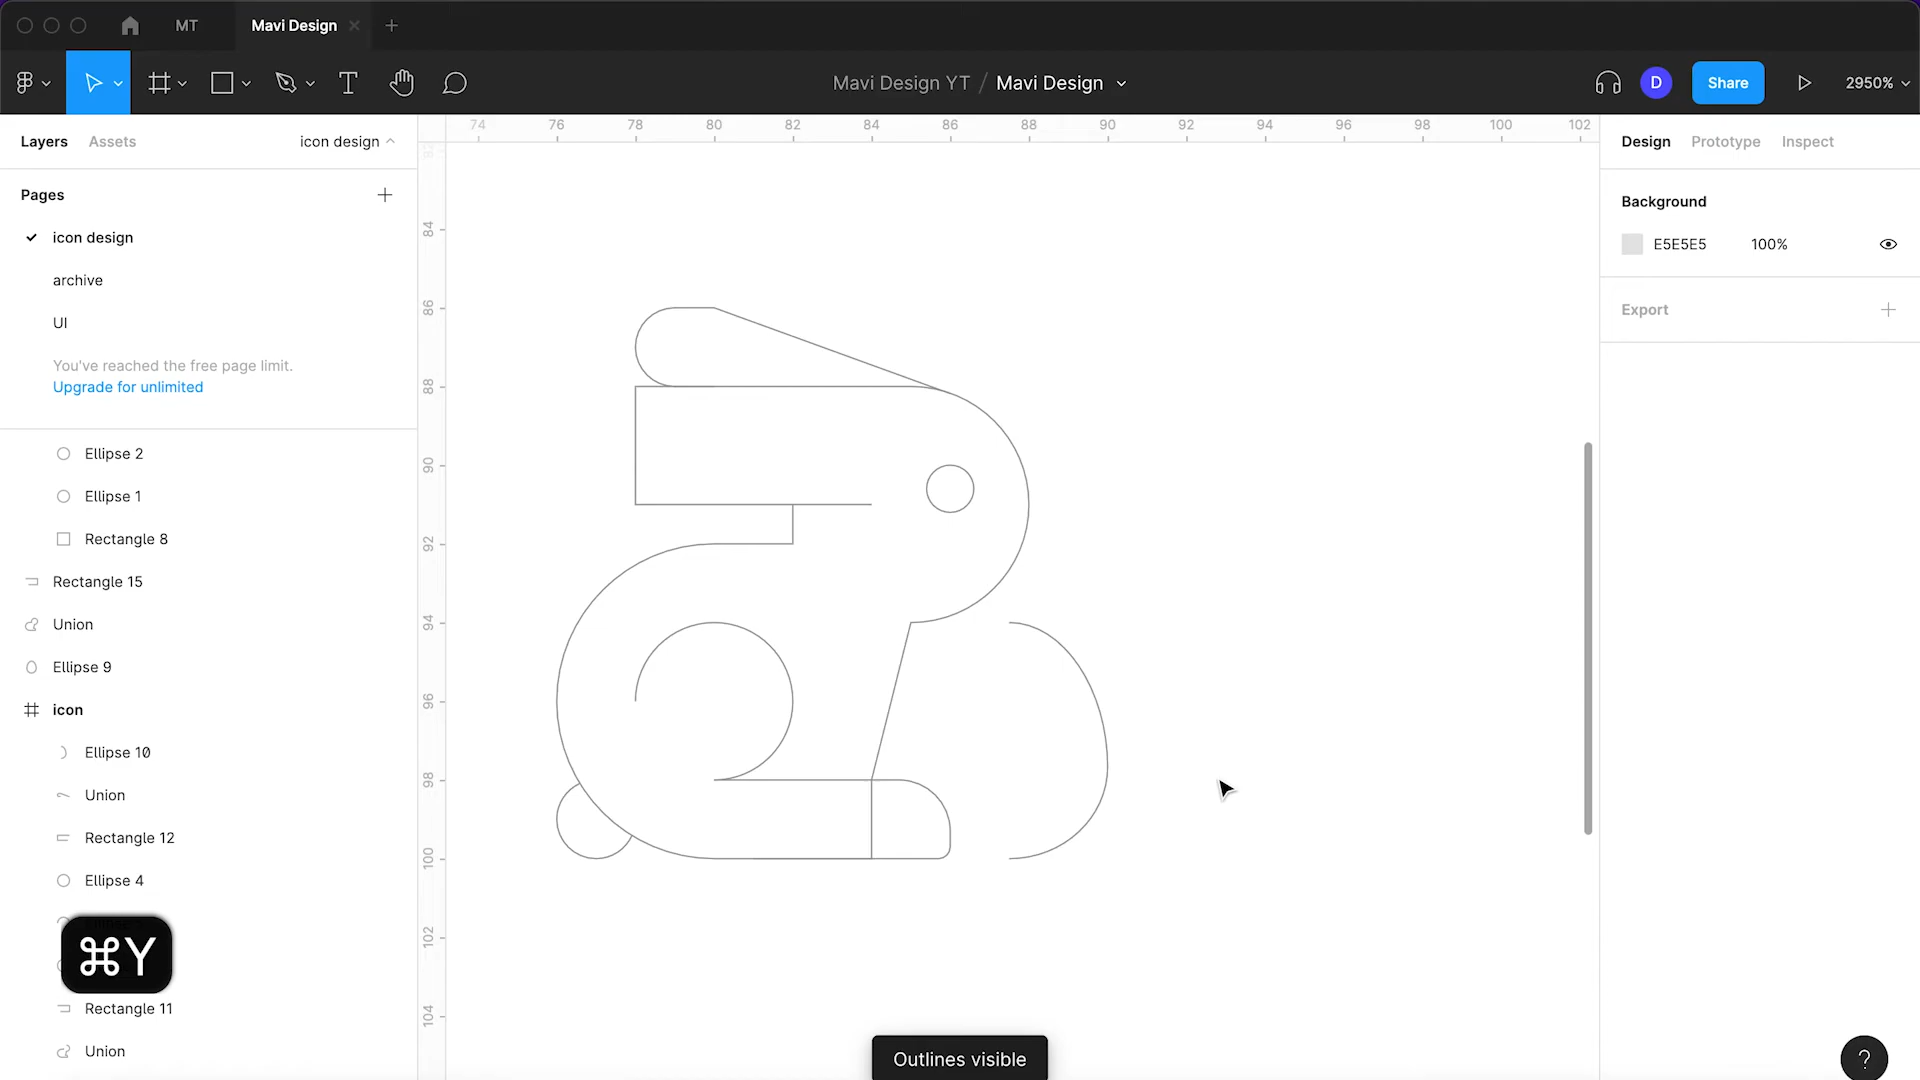 MT
Mavi Design
Mavi Design YT / Mavi Design
D
Share
2950%
Layers
Assets
icon design
74 76 78 80 82 84 86 88 90 92 94 96 98 100 102
Design
Prototype
Inspect
Pages
Background
icon design
E5E5E5
100%
84
archive
86
Export
UI
You've reached the free page limit.
Upgrade for unlimited
88
Ellipse 2
90
Ellipse 1
Rectangle 8
92
Rectangle 15
Union
94
Ellipse 9
icon
96
Ellipse 10
98
Union
Rectangle 12
100
Ellipse 4
102
⌘Y
Rectangle 11
104
Union
Outlines visible
?